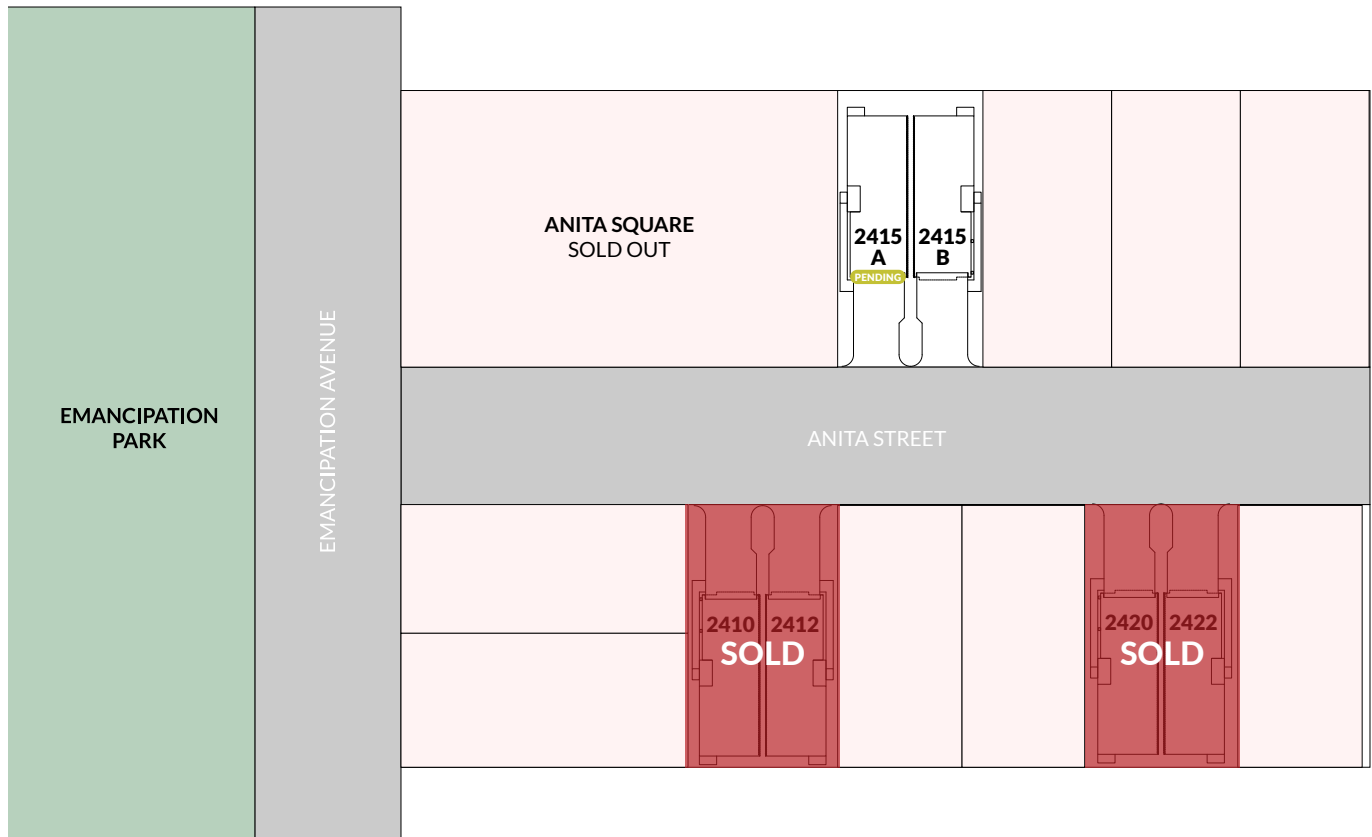 ANITA SQUARE
SOLD OUT
2415
A
PENDING
2415
B
EMANCIPATION
PARK
EMANCIPATION AVENUE
ANITA STREET
2410 2412
SOLD
2420 2422
SOLD